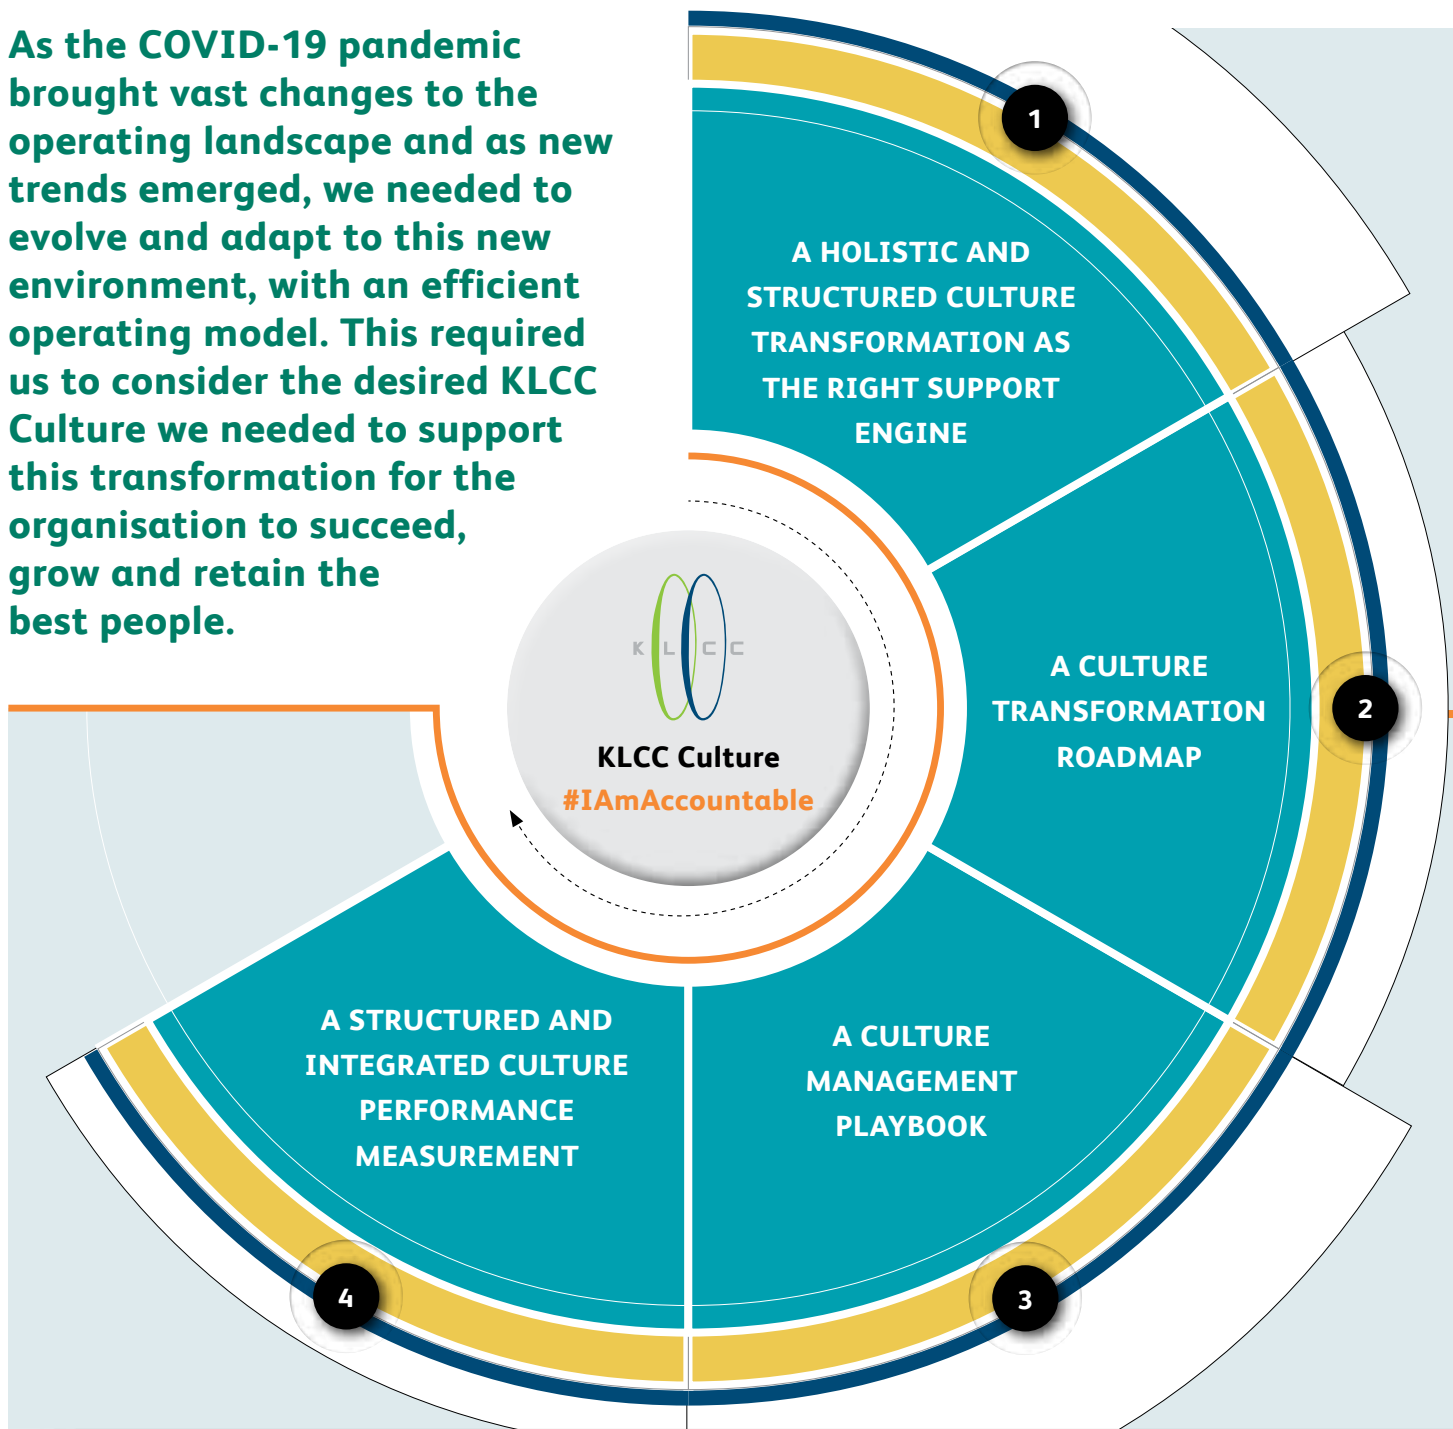 As the COVID-19 pandemic
brought vast changes to the
operating landscape and as new
trends emerged, we needed to
evolve and adapt to this new
environment, with an efficient
operating model. This required
us to consider the desired KLCC
Culture we needed to support
this transformation for the
organisation to succeed,
grow and retain the
best people.
1
A HOLISTIC AND
STRUCTURED CULTURE
TRANSFORMATION AS
THE RIGHT SUPPORT
ENGINE
2
A CULTURE
TRANSFORMATION
ROADMAP
K L C C
KLCC Culture
#IAmAccountable
3
A CULTURE
MANAGEMENT
PLAYBOOK
4
A STRUCTURED AND
INTEGRATED CULTURE
PERFORMANCE
MEASUREMENT